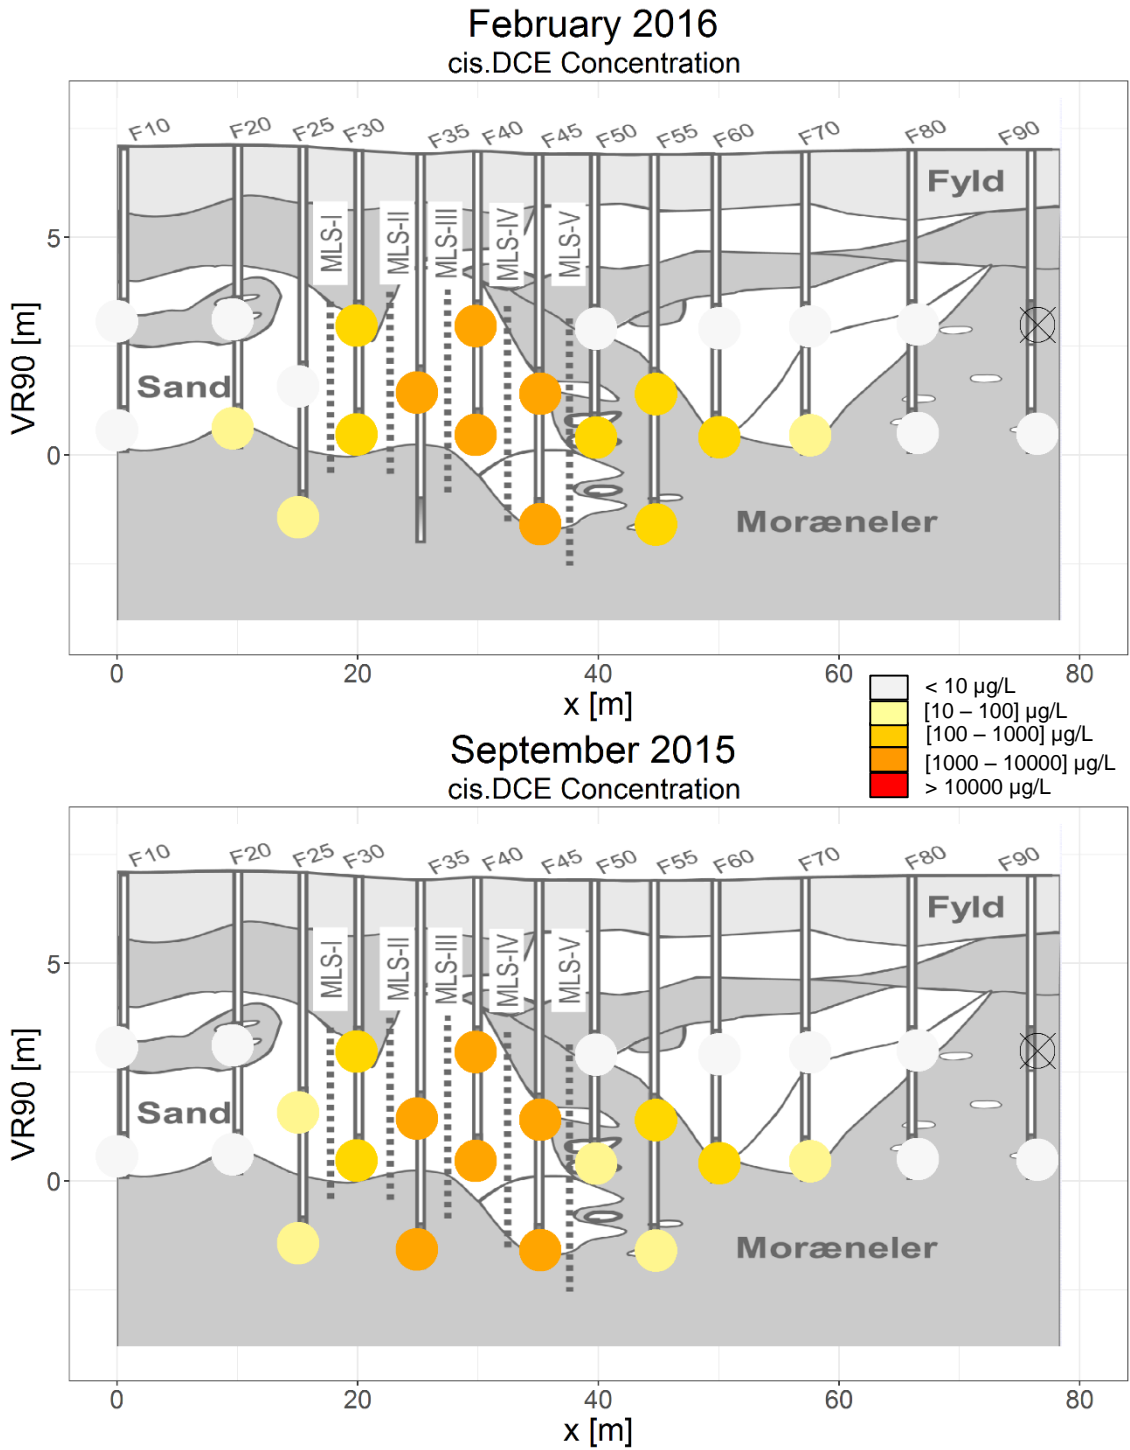 February 2016
cis.DCE Concentration
F10 F20 F25 F30 F35 F40 F45 F50 F55 F60 F70 F80 F90
Fyld
MLS-I MLS-II MLS-III MLS-IV MLS-V
5
VR90 [m]
Sand
0
Moræneler
0 20 40 60 80
x [m]
< 10 µg/L
[10 – 100] µg/L
[100 – 1000] µg/L
[1000 – 10000] µg/L
> 10000 µg/L
September 2015
cis.DCE Concentration
F10 F20 F25 F30 F35 F40 F45 F50 F55 F60 F70 F80 F90
Fyld
MLS-I MLS-II MLS-III MLS-IV MLS-V
5
VR90 [m]
Sand
0
Moræneler
0 20 40 60 80
x [m]